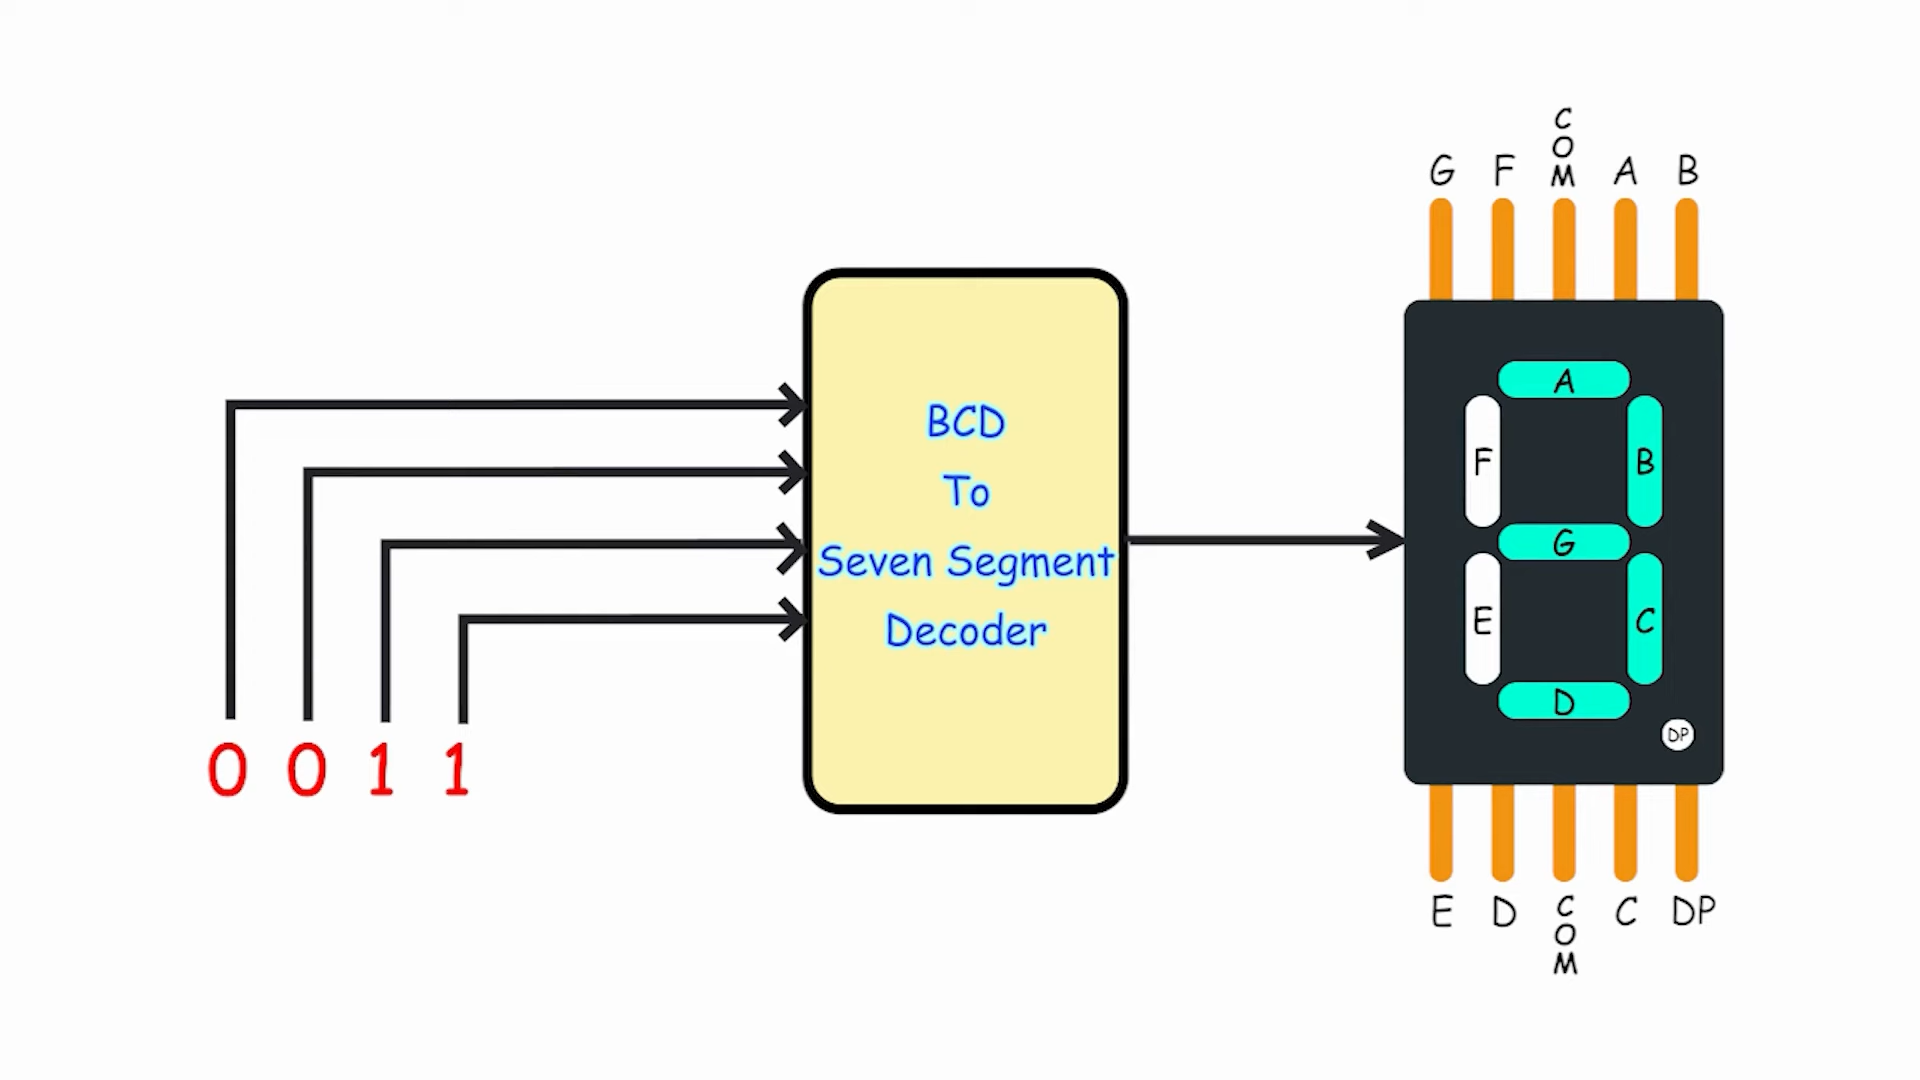 COM
G F A B
A
F B
G
E C
D
DP
E D COM C DP
BCD
To
Seven Segment
Decoder
0 0 1 1